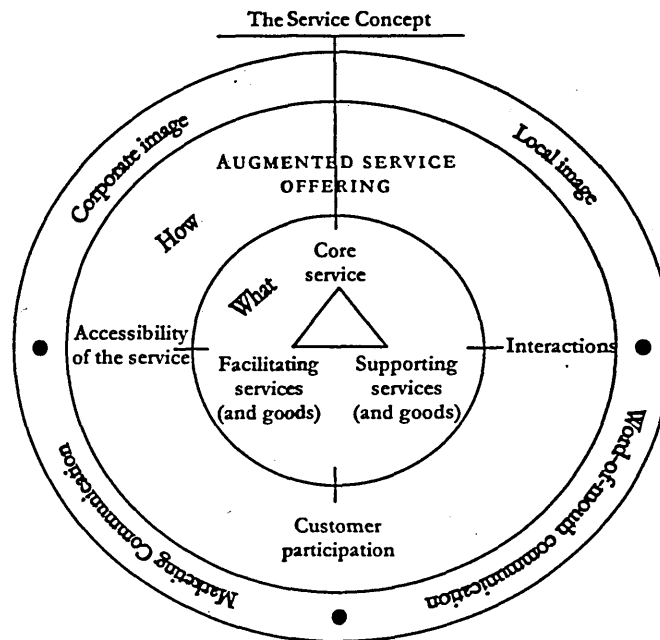 The Service Concept
Corporate image
Local image
AUGMENTED SERVICE
OFFERING
How
What
Core
service
Accessibility
of the service
Interactions
Facilitating
services
(and goods)
Supporting
services
(and goods)
Customer
participation
Marketing Communication
Word-of-mouth communication